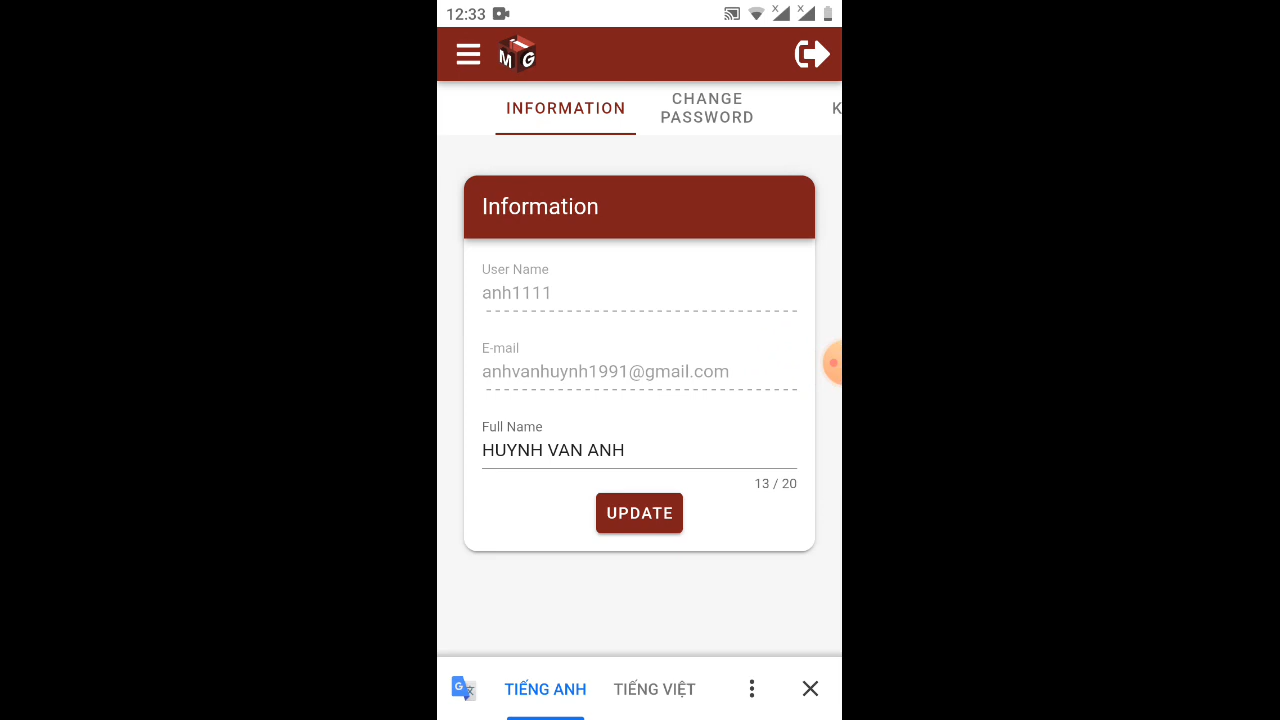 12:33
MG
INFORMATION
CHANGE
PASSWORD
K
Information
User Name
anh1111
E-mail
anhvanhuynh1991@gmail.com
Full Name
HUYNH VAN ANH
13 / 20
UPDATE
TIẾNG ANH
TIẾNG VIỆT